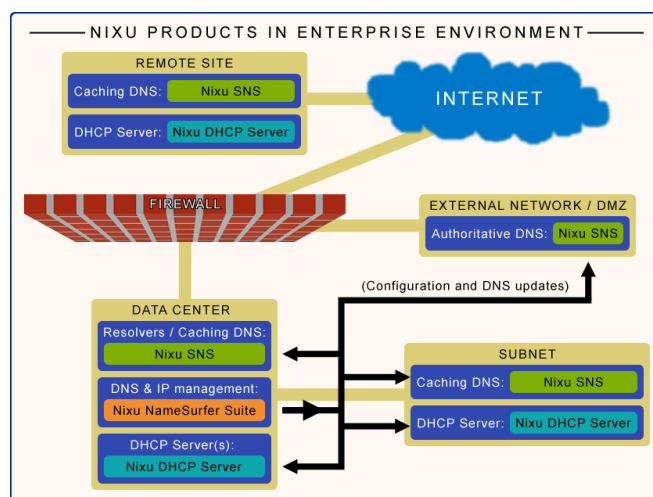 NIXU PRODUCTS IN ENTERPRISE ENVIRONMENT
REMOTE SITE
Caching DNS: Nixu SNS
DHCP Server: Nixu DHCP Server
INTERNET
FIREWALL
EXTERNAL NETWORK / DMZ
Authoritative DNS: Nixu SNS
(Configuration and DNS updates)
DATA CENTER
Resolvers / Caching DNS:
Nixu SNS
DNS & IP management:
Nixu NameSurfer Suite
DHCP Server(s):
Nixu DHCP Server
SUBNET
Caching DNS: Nixu SNS
DHCP Server: Nixu DHCP Server